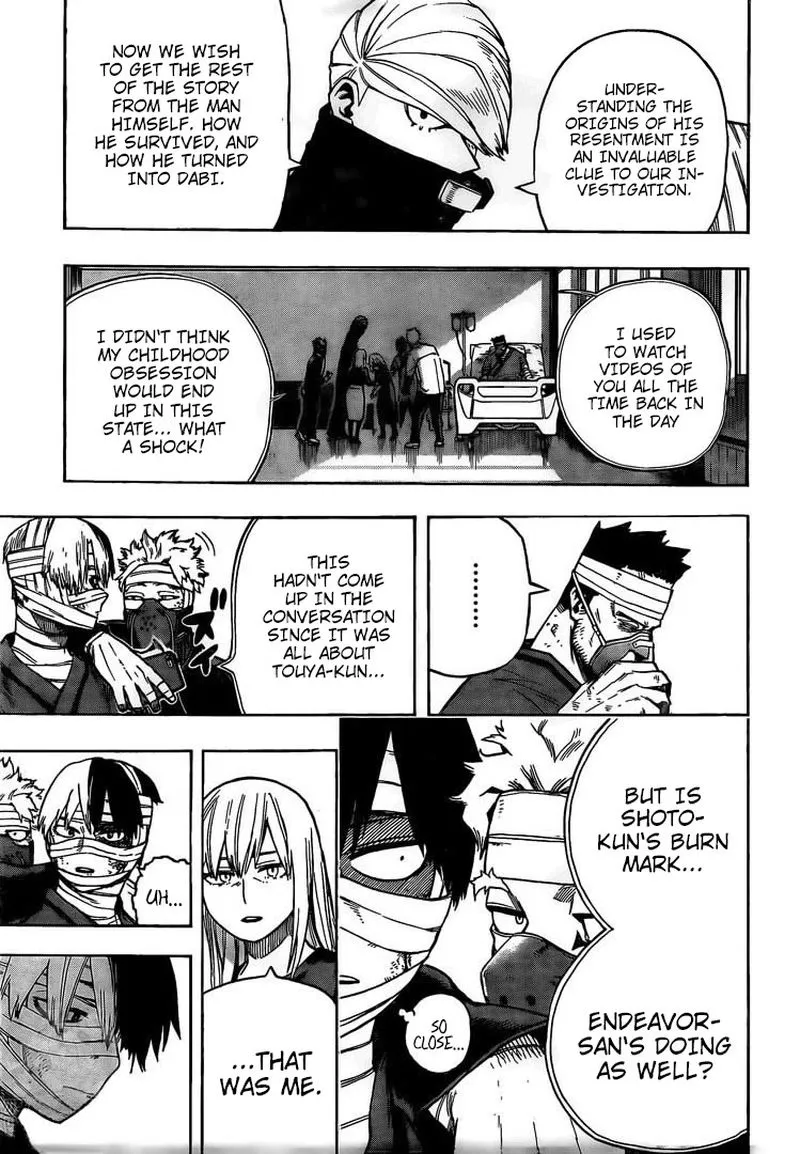 UNDER-
STANDING THE
ORIGINS OF HIS
RESENTMENT IS
AN INVALUABLE
CLUE TO OUR IN-
VESTIGATION.
NOW WE WISH
TO GET THE REST
OF THE STORY
FROM THE MAN
HIMSELF. HOW
HE SURVIVED, AND
HOW HE TURNED
INTO DABI.
I USED
TO WATCH
VIDEOS OF
YOU ALL THE
TIME BACK IN
THE DAY
I DIDN'T THINK
MY CHILDHOOD
OBSESSION
WOULD END
UP IN THIS
STATE... WHAT
A SHOCK!
.........
THIS
HADN'T COME
UP IN THE
CONVERSATION
SINCE IT WAS
ALL ABOUT
TOUYA-KUN...
ズイ
BUT IS
SHOTO-
KUN'S BURN
MARK...
ENDEAVOR-
SAN'S DOING
AS WELL?
SO
CLOSE...
...THAT
WAS ME.
UH...